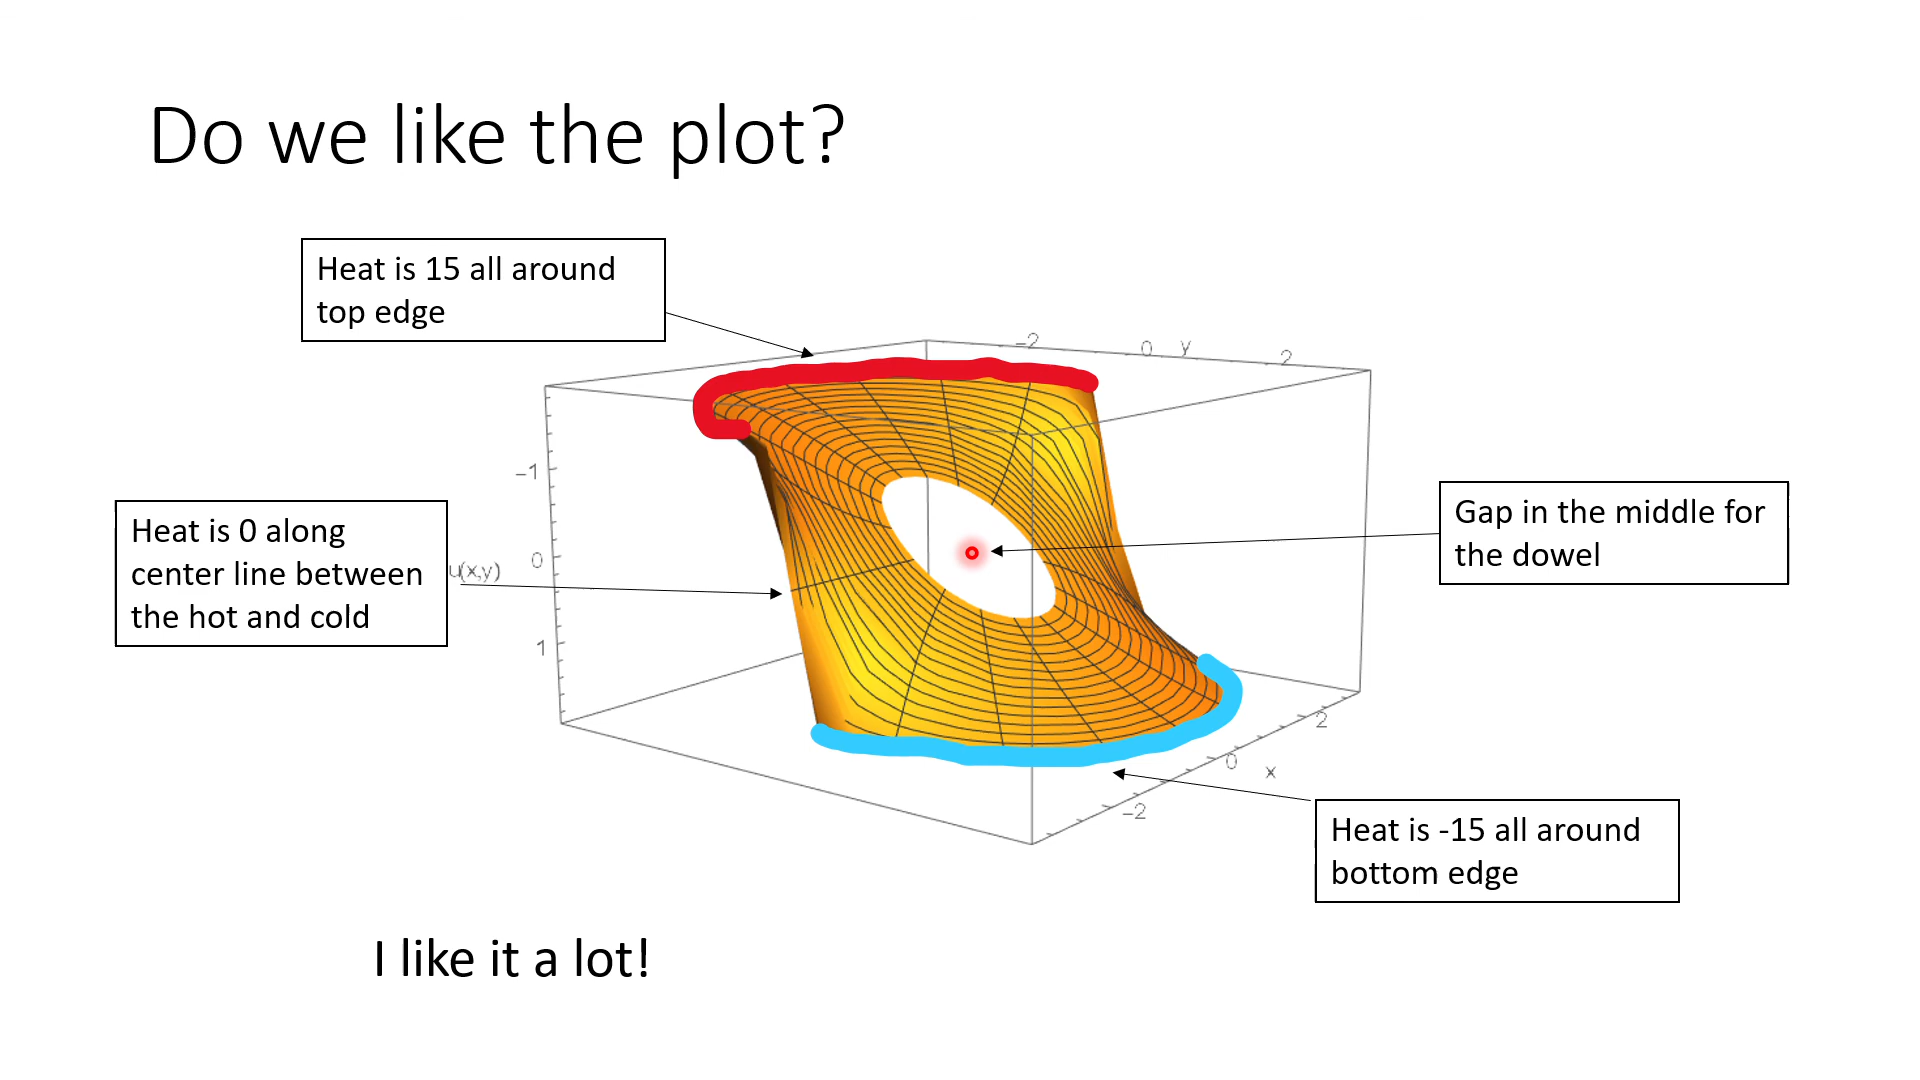 Do we like the plot?
Heat is 15 all around
top edge
−2
0
y
2
−1
0
u(x,y)
1
Heat is 0 along
center line between
the hot and cold
Gap in the middle for
the dowel
2
0
x
−2
Heat is -15 all around
bottom edge
I like it a lot!